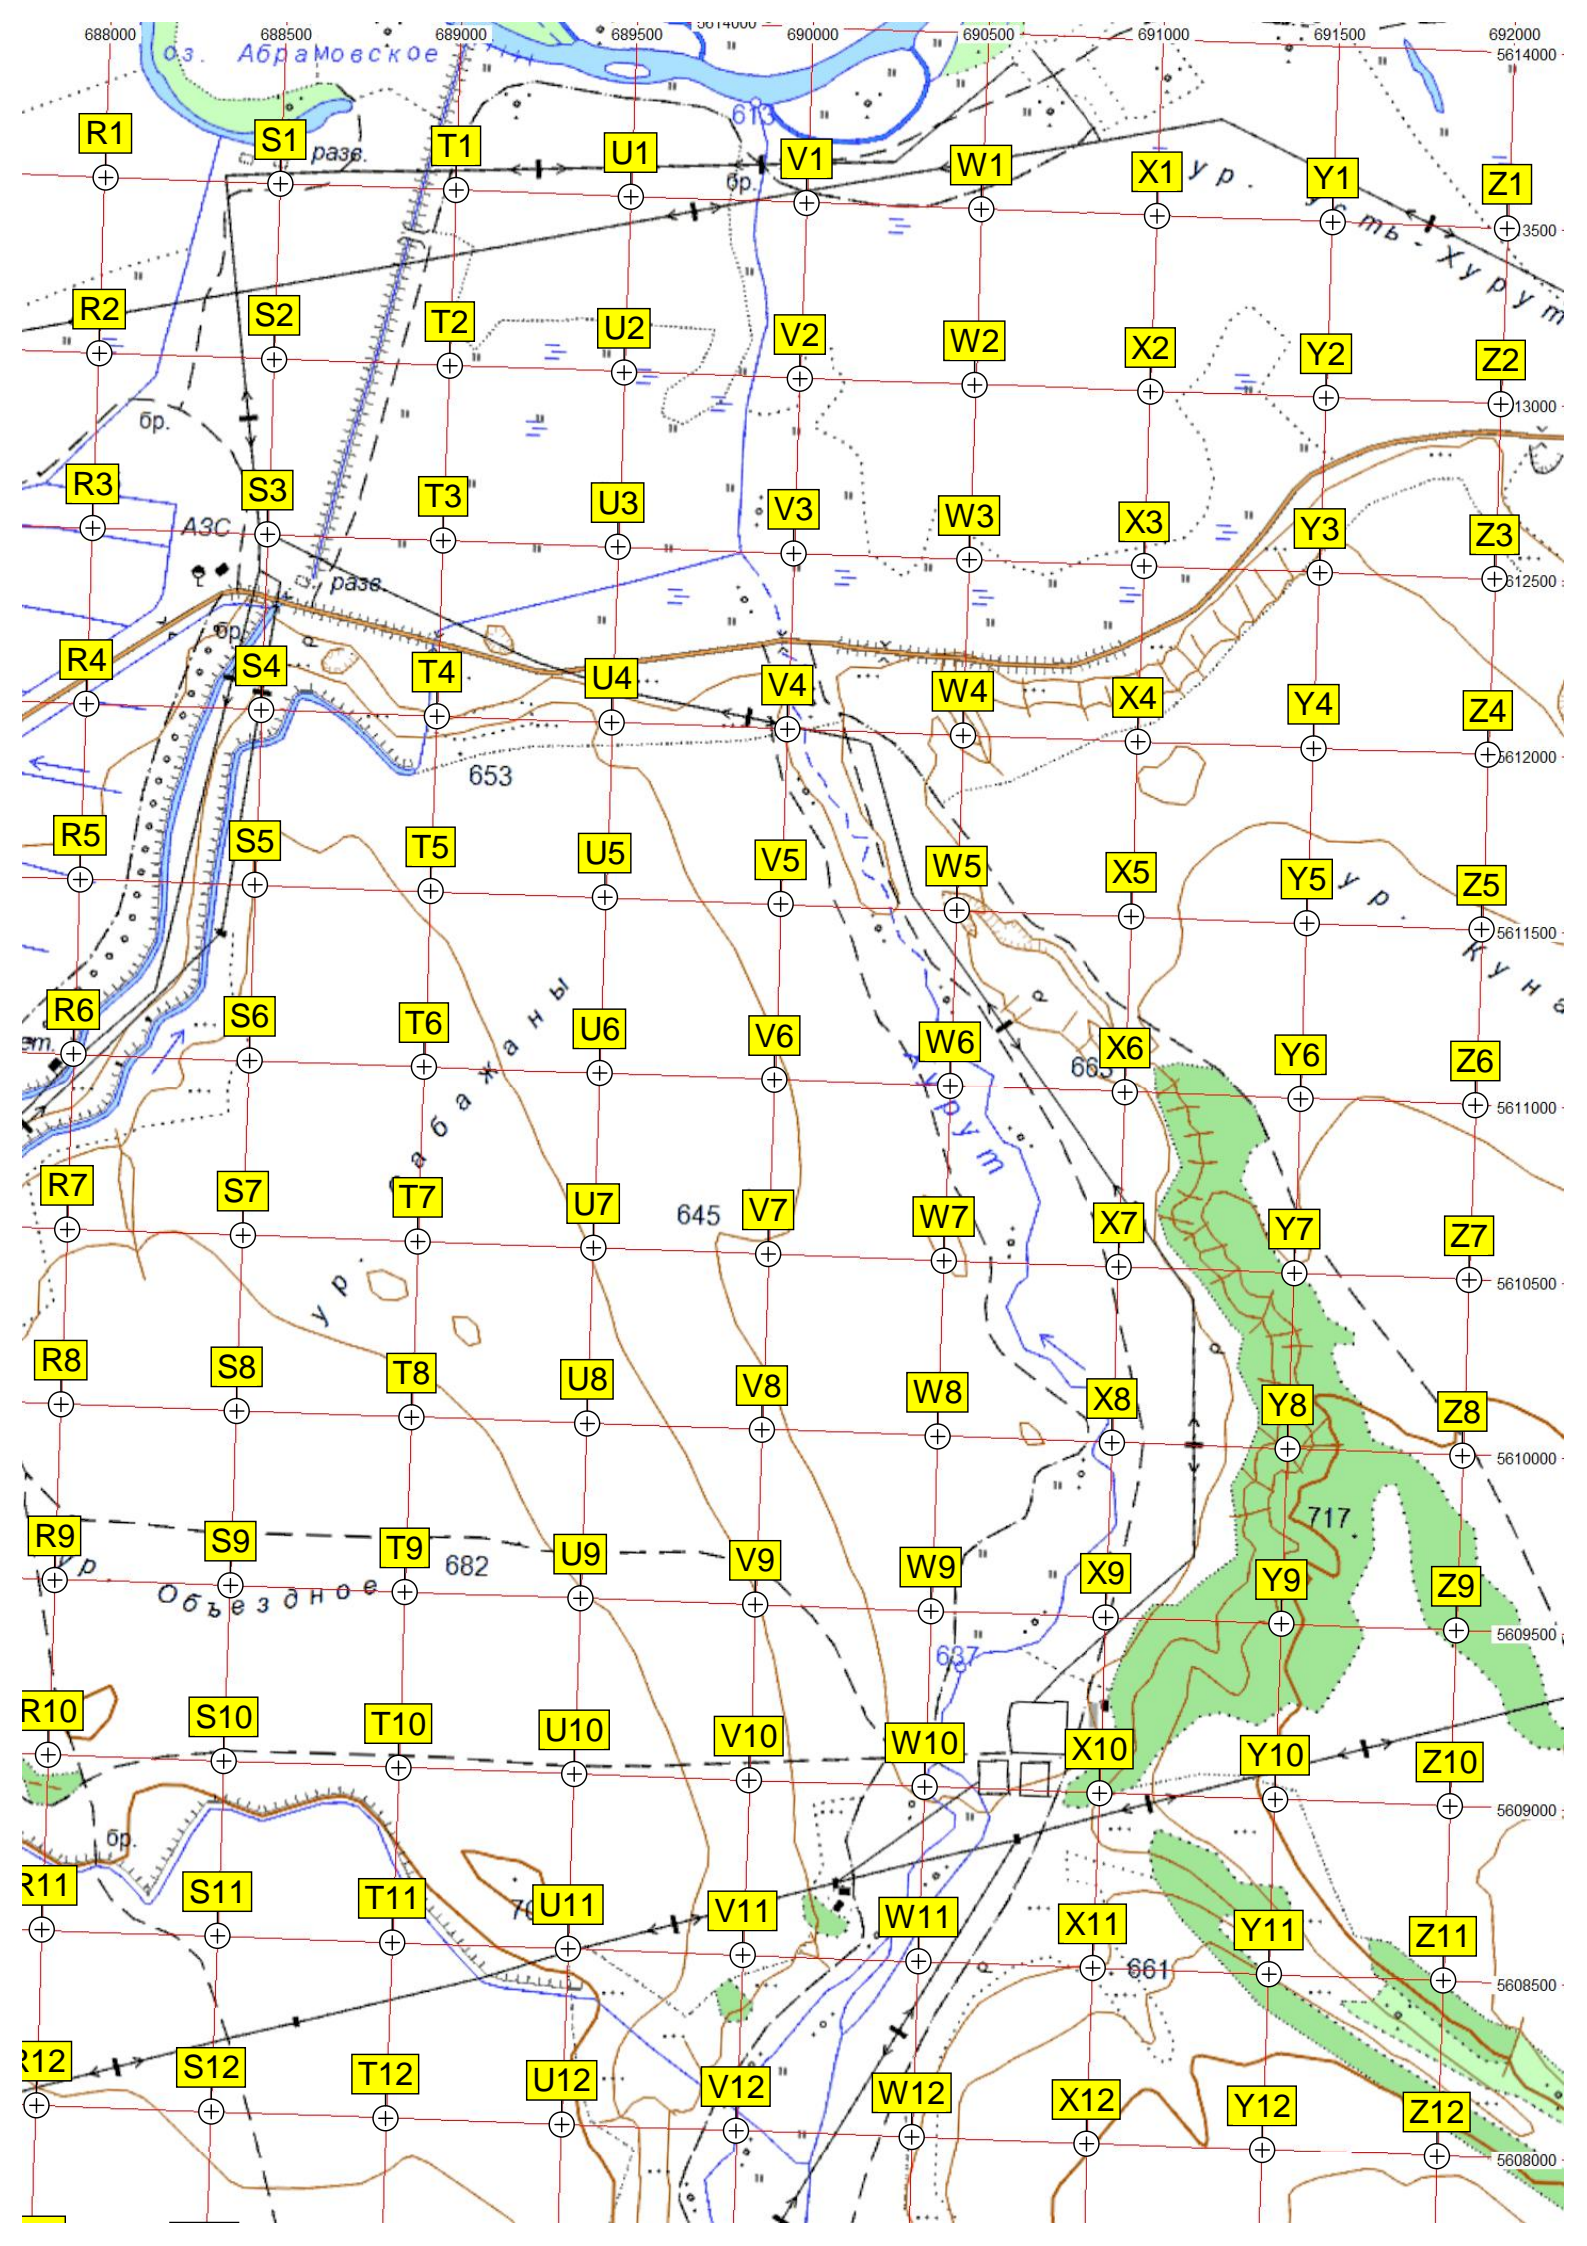 688000 688500 689000 689500 5614000 690000 690500 691000 691500 692000
оз. Абрамовское
5614000
613
R1 S1 разв. T1 U1 V1 W1 X1 Y1 Z1
бр.
ур. Усть-Хурут
3500
R2 S2 T2 U2 V2 W2 X2 Y2 Z2
13000
бр.
R3 S3 T3 U3 V3 W3 X3 Y3 Z3
АЗС
разв.
612500
бр.
R4 S4 T4 U4 V4 W4 X4 Y4 Z4
5612000
653
R5 S5 T5 U5 V5 W5 X5 Y5 Z5
ур.
5611500
R6 S6 T6 U6 V6 W6 X6 Y6 Z6
663
5611000
Хурут
R7 S7 T7 U7 V7 W7 X7 Y7 Z7
645
5610500
ур.
R8 S8 T8 U8 V8 W8 X8 Y8 Z8
5610000
717
R9 S9 T9 U9 V9 W9 X9 Y9 Z9
682
ур. Объездное
5609500
637
R10 S10 T10 U10 V10 W10 X10 Y10 Z10
5609000
бр.
R11 S11 T11 U11 V11 W11 X11 Y11 Z11
661
5608500
R12 S12 T12 U12 V12 W12 X12 Y12 Z12
5608000